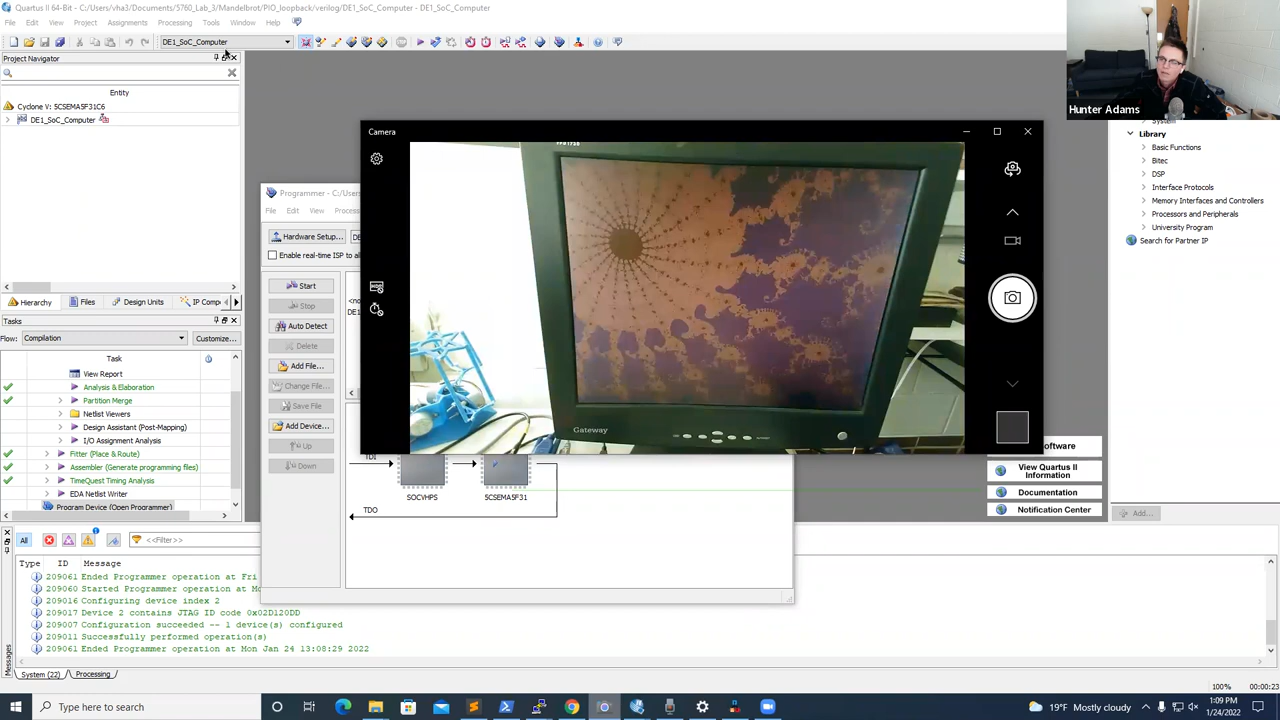 Quartus II 64-Bit - C:/Users/vha3/Documents/5760_Lab_3/Mandelbrot/PIO_loopback/verilog/DE1_SoC_Computer - DE1_SoC_Computer
File Edit View Project Assignments Processing Tools Window Help
DE1_SoC_Computer
Project Navigator
Entity
Cyclone V: 5CSEMA5F31C6
DE1_SoC_Computer
Hierarchy Files Design Units IP Compo
Tasks
Flow: Compilation Customize...
Task
View Report
Analysis & Elaboration
Partition Merge
Netlist Viewers
Design Assistant (Post-Mapping)
I/O Assignment Analysis
Fitter (Place & Route)
Assembler (Generate programming files)
TimeQuest Timing Analysis
EDA Netlist Writer
Program Device (Open Programmer)
Programmer - C:/Us
File Edit View Process
Hardware Setup... DE
Enable real-time ISP to al
Start
Stop
Auto Detect
Delete
Add File...
Change File...
Save File
Add Device...
Up
Down
<no
DE1
TDI
SOCVHPS 5CSEMA5F31
TDO
Camera
Gateway
Hunter Adams
System
Library
Basic Functions
Bitec
DSP
Interface Protocols
Memory Interfaces and Controllers
Processors and Peripherals
University Program
Search for Partner IP
Add...
oftware
View Quartus II
Information
Documentation
Notification Center
All <<Filter>>
Type ID Message
209061 Ended Programmer operation at Fri
209060 Started Programmer operation at Mo
209016 Configuring device index 2
209007 Device 2 contains JTAG ID code 0x02D120DD
209007 Configuration succeeded -- 1 device(s) configured
209011 Successfully performed operation(s)
209061 Ended Programmer operation at Mon Jan 24 13:08:29 2022
Messages
System (22) Processing
100% 00:00:23
Type here to search
19°F Mostly cloudy
1:09 PM
1/24/2022